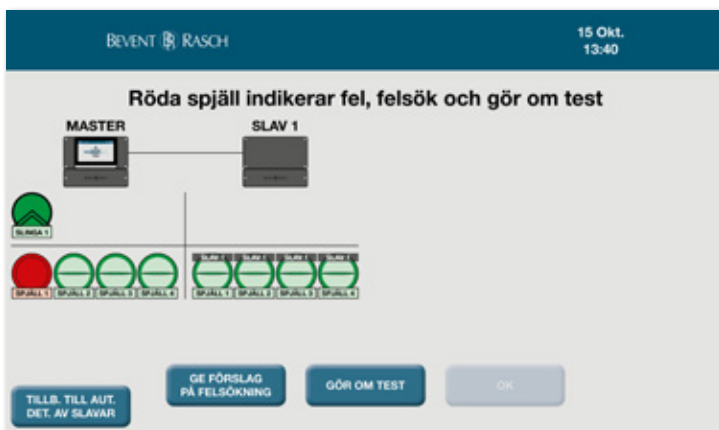 BEVENT RASCH
15 Okt.
13:40
Röda spjäll indikerar fel, felsök och gör om test
MASTER
SLAV 1
SLINGA 1
SLAV 1 SLAV 1 SLAV 1 SLAV 1
SPJÄLL 1 SPJÄLL 2 SPJÄLL 3 SPJÄLL 4 SPJÄLL 1 SPJÄLL 2 SPJÄLL 3 SPJÄLL 4
GE FÖRSLAG
PÅ FELSÖKNING
GÖR OM TEST
OK
TILLB. TILL AUT.
DET. AV SLAVAR